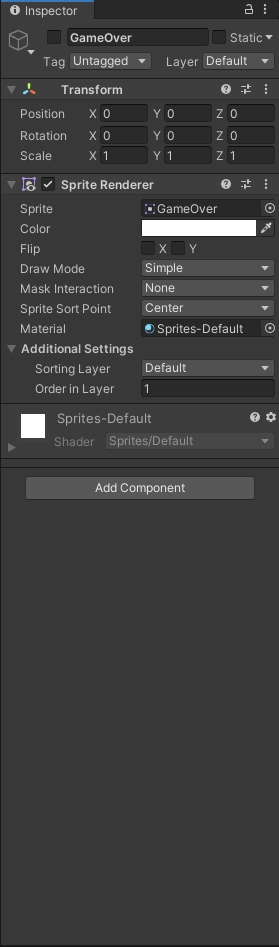 Inspector
GameOver Static
Tag Untagged Layer Default
Transform
Position X 0 Y 0 Z 0
Rotation X 0 Y 0 Z 0
Scale X 1 Y 1 Z 1
Sprite Renderer
Sprite GameOver
Color
Flip X Y
Draw Mode Simple
Mask Interaction None
Sprite Sort Point Center
Material Sprites-Default
Additional Settings
Sorting Layer Default
Order in Layer 1
Sprites-Default
Shader Sprites/Default
Add Component